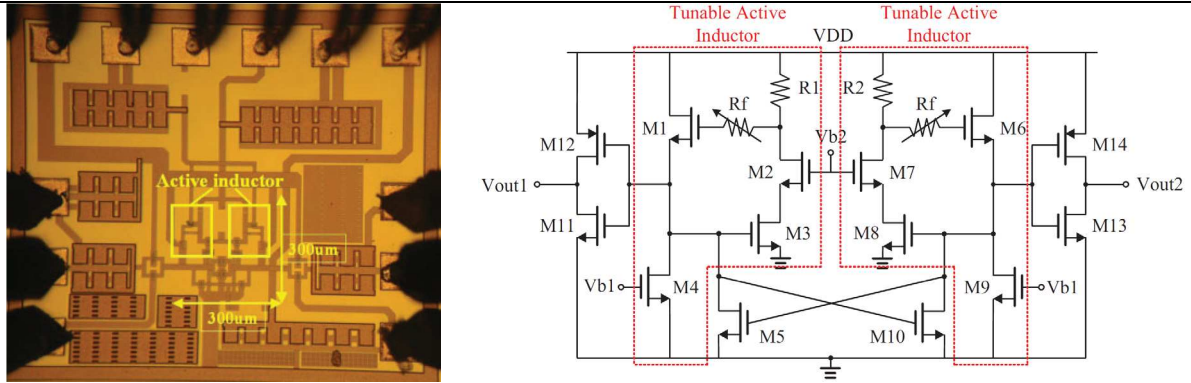 Active inductor
300um
300um
Tunable Active
Inductor
VDD
Tunable Active
Inductor
R1
R2
Rf
Rf
M1
M6
Vb2
M12
M14
M2
M7
Vout1
Vout2
M11
M13
M3
M8
Vb1
M4
M9
Vb1
M5
M10